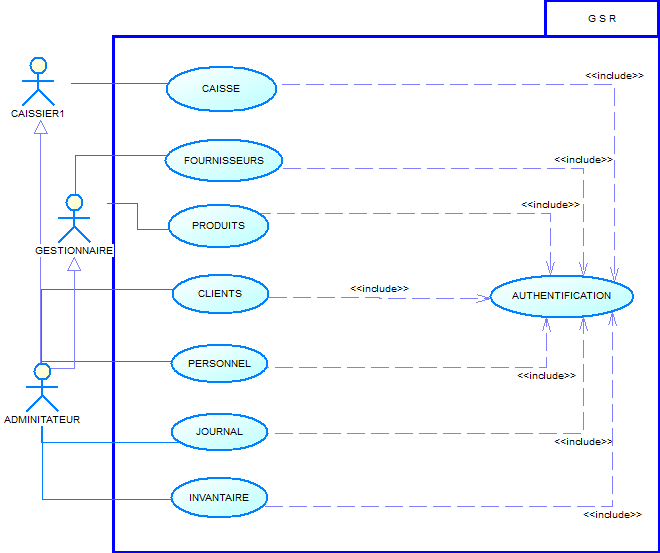 G S R
CAISSIER1
CAISSE
<<include>>
FOURNISSEURS
<<include>>
GESTIONNAIRE
PRODUITS
<<include>>
CLIENTS
<<include>>
AUTHENTIFICATION
ADMINITATEUR
PERSONNEL
<<include>>
JOURNAL
<<include>>
INVANTAIRE
<<include>>